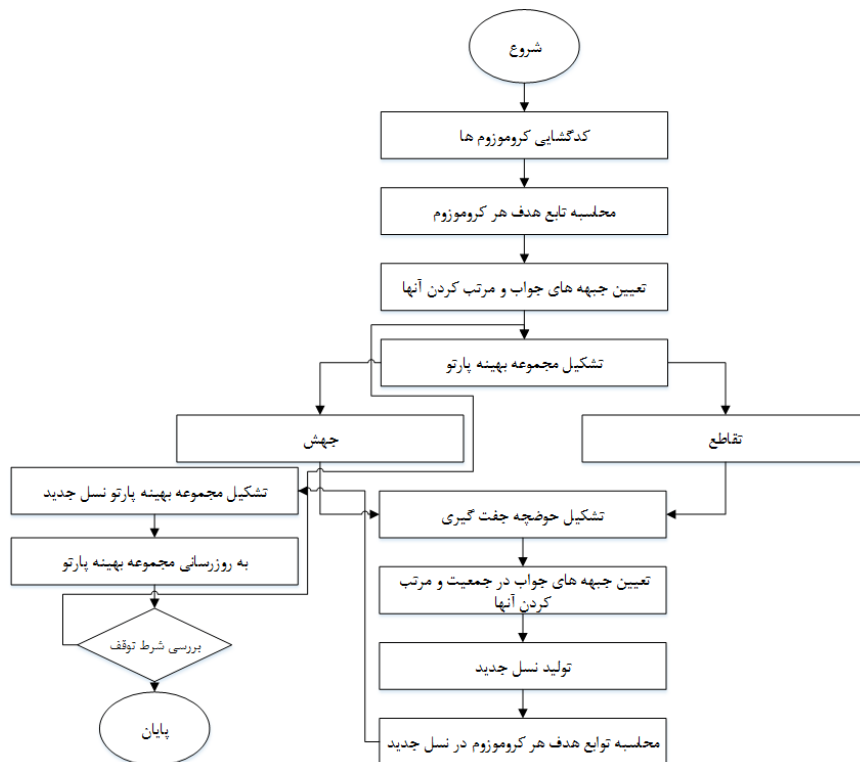 شروع
کدگشایی کروموزوم ها
محاسبه تابع هدف هر کروموزوم
تعیین جبهه های جواب و مرتب کردن آنها
تشکیل مجموعه بهینه پارتو
تقاطع
جهش
تشکیل حوضچه جفت گیری
تعیین جبهه های جواب در جمعیت و مرتب
کردن آنها
تولید نسل جدید
محاسبه توابع هدف هر کروموزوم در نسل جدید
تشکیل مجموعه بهینه پارتو نسل جدید
به روزرسانی مجموعه بهینه پارتو
بررسی شرط توقف
پایان